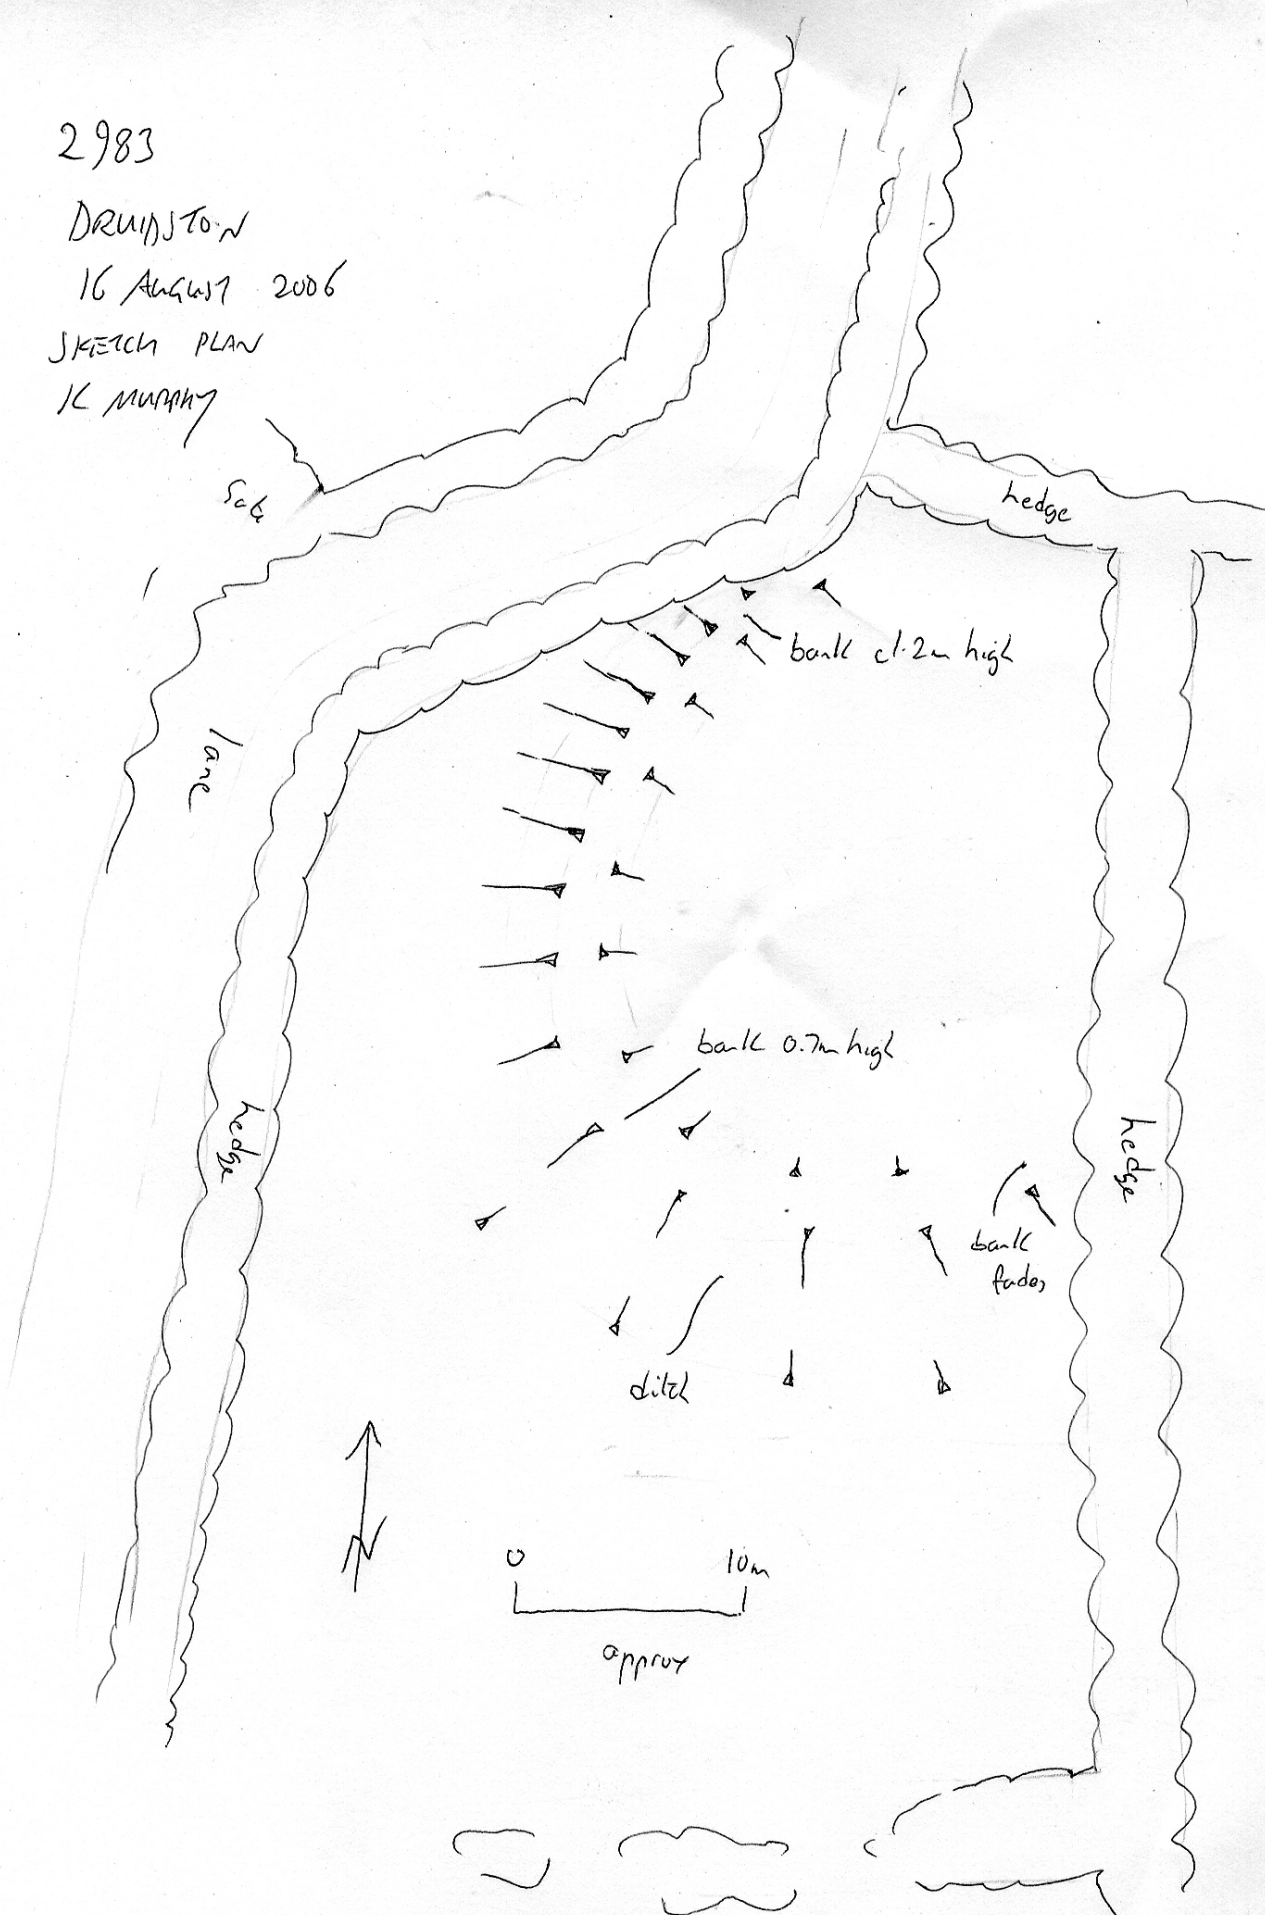 2983
DRUIDSTON
16 AUGUST 2006
SKETCH PLAN
K MURPHY
Gate
hedge
bank c1.2m high
lane
bank 0.7m high
hedge
hedge
bank
fades
ditch
N
0 10m
approx